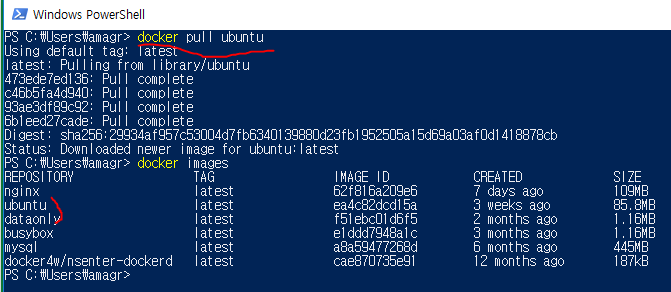 Windows PowerShell
PS C:₩Users₩amagr> docker pull ubuntu
Using default tag: latest
latest: Pulling from library/ubuntu
473ede7ed136: Pull complete
c46b5fa4d940: Pull complete
93ae3df89c92: Pull complete
6b1eed27cade: Pull complete
Digest: sha256:29934af957c53004d7fb6340139880d23fb1952505a15d69a03af0d1418878cb
Status: Downloaded newer image for ubuntu:latest
PS C:₩Users₩amagr> docker images
REPOSITORY TAG IMAGE ID CREATED SIZE
nginx latest 62f816a209e6 7 days ago 109MB
ubuntu latest ea4c82dcd15a 3 weeks ago 85.8MB
dataonly latest f51ebc01d6f5 2 months ago 1.16MB
busybox latest e1ddd7948a1c 3 months ago 1.16MB
mysql latest a8a59477268d 6 months ago 445MB
docker4w/nsenter-dockerd latest cae870735e91 12 months ago 187kB
PS C:₩Users₩amagr>